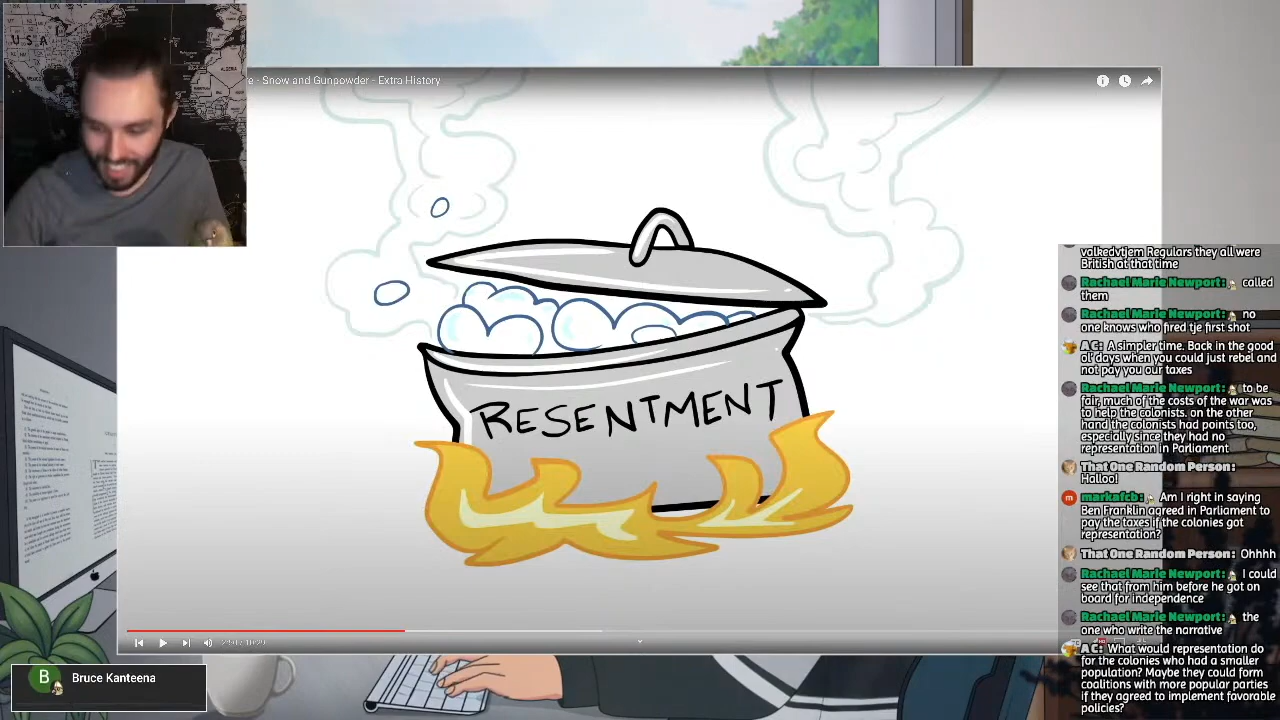 USA
ALGERIA
e - Snow and Gunpowder - Extra History
RESENTMENT
valkedvtjem Regulars they all were
British at that time
Rachael Marie Newport: called
them
Rachael Marie Newport: no
one knows who fired ye first shot
A C: A simpler time. Back in the good
ol' days when you could just rebel and
not pay you our taxes
Rachael Marie Newport: to be
fair, much of the costs of the war was
to help the colonists. on the other
hand the colonists had points too,
especially since they had no
representation in Parliament
That One Random Person:
Halloo!
m
markafcb: Am I right in saying
Ben Franklin agreed in Parliament to
pay the taxes if the colonies got
representation?
That One Random Person: Ohhhh
Rachael Marie Newport: I could
see that from him before he got on
board for independence
Rachael Marie Newport: the
one who write the narrative
A C: What would representation do
for the colonies who had a smaller
population? Maybe they could form
coalitions with more popular parties
if they agreed to implement favorable
policies?
B
Bruce Kanteena